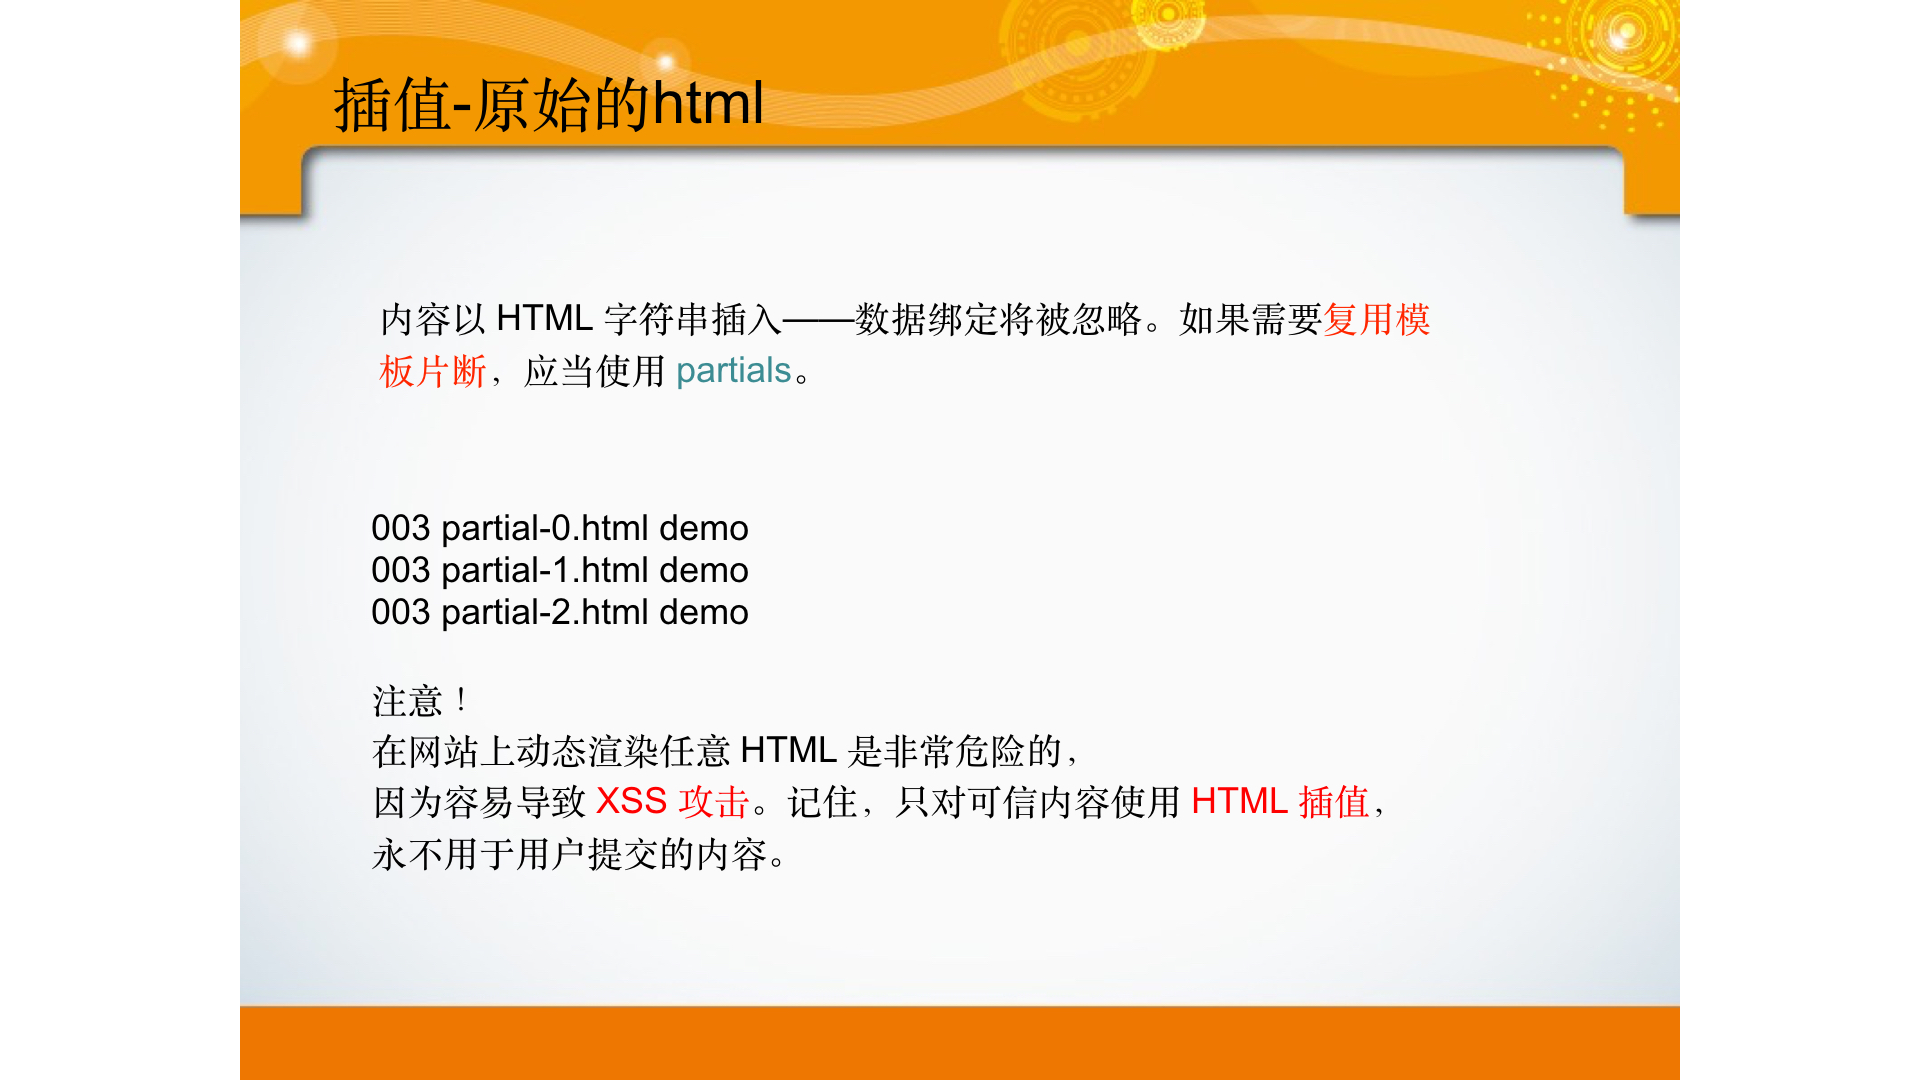 插值-原始的html
内容以 HTML 字符串插入——数据绑定将被忽略。如果需要复用模
板片断，应当使用 partials。
003 partial-0.html demo
003 partial-1.html demo
003 partial-2.html demo
注意！
在网站上动态渲染任意 HTML 是非常危险的，
因为容易导致 XSS 攻击。记住，只对可信内容使用 HTML 插值，
永不用于用户提交的内容。